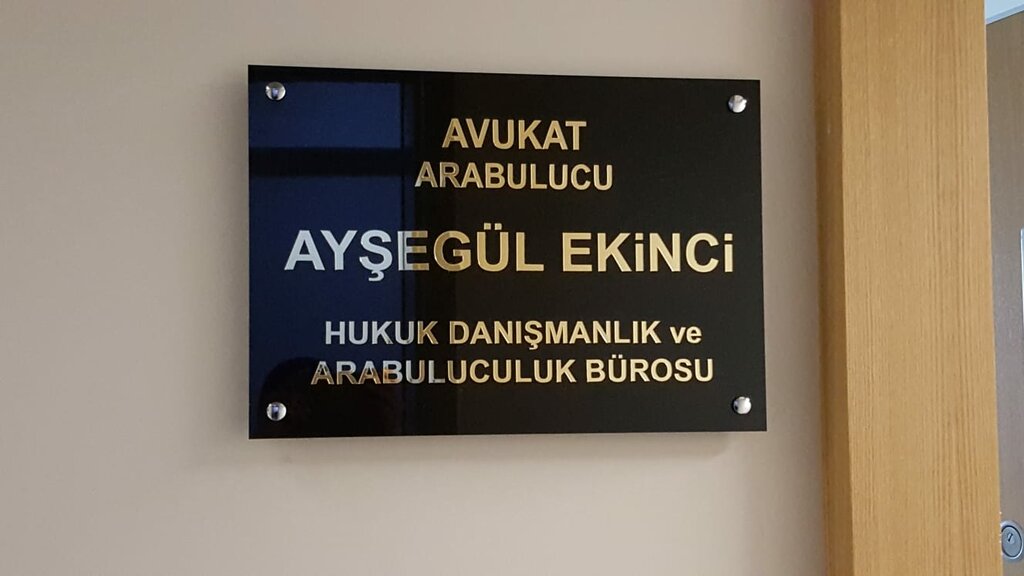 AVUKAT
ARABULUCU
AYŞEGÜL EKiNCi
HUKUK DANIŞMANLIK ve
ARABULUCULUK BÜROSU